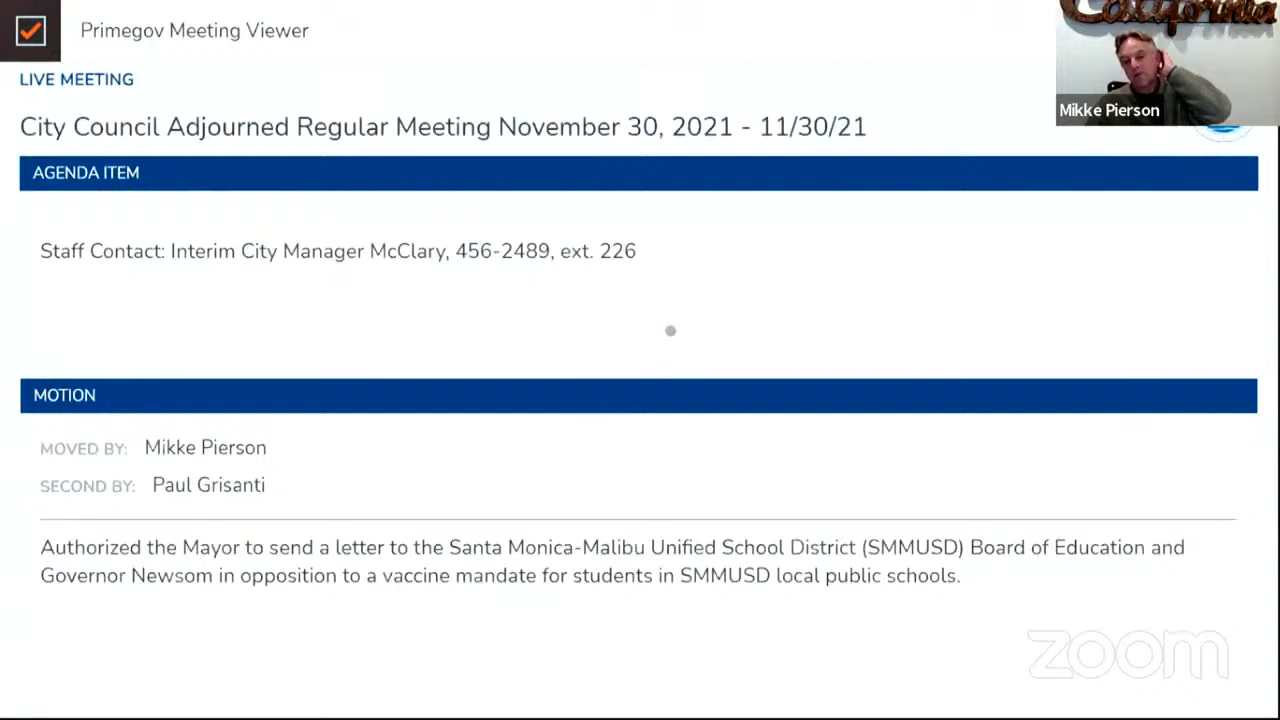 Primegov Meeting Viewer
California
Mikke Pierson
LIVE MEETING
City Council Adjourned Regular Meeting November 30, 2021 - 11/30/21
AGENDA ITEM
Staff Contact: Interim City Manager McClary, 456-2489, ext. 226
MOTION
MOVED BY: Mikke Pierson
SECOND BY: Paul Grisanti
Authorized the Mayor to send a letter to the Santa Monica-Malibu Unified School District (SMMUSD) Board of Education and
Governor Newsom in opposition to a vaccine mandate for students in SMMUSD local public schools.
zoom